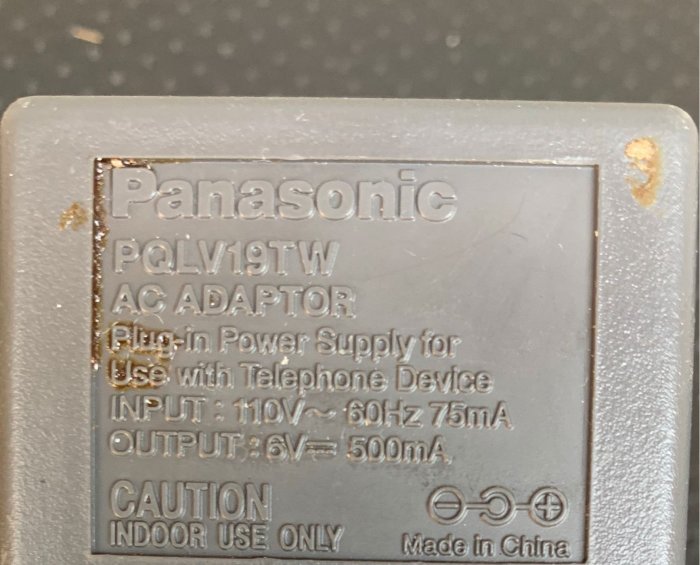 Panasonic
PQLV19TW
AC ADAPTOR
Plug-in Power Supply for
Use with Telephone Device
INPUT : 110V～ 60Hz 75mA
OUTPUT : 6V⎓ 500mA
CAUTION
INDOOR USE ONLY
Made in China